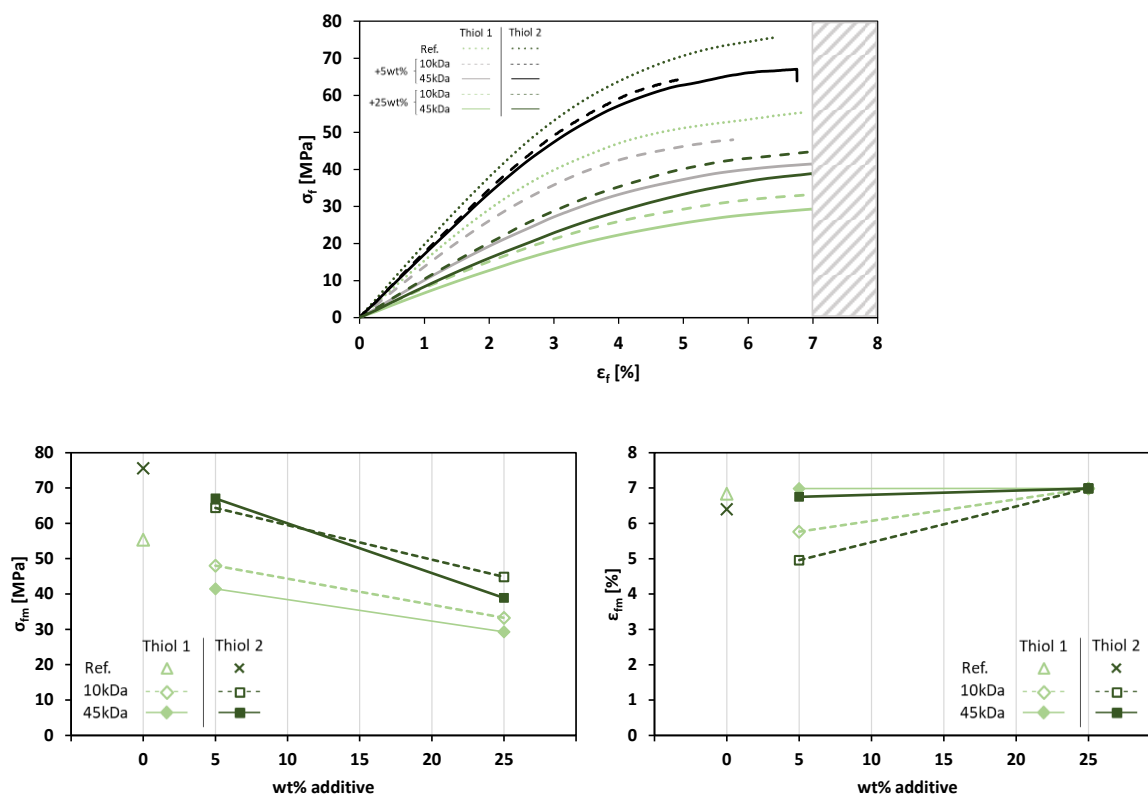 80
70
60
50
40
30
20
10
0
σf [MPa]
Thiol 1 Thiol 2
Ref.
+5wt% 10kDa
45kDa
+25wt% 10kDa
45kDa
0 1 2 3 4 5 6 7 8
εf [%]
80
70
60
50
40
30
20
10
0
σfm [MPa]
Thiol 1 Thiol 2
Ref.
10kDa
45kDa
0 5 10 15 20 25
wt% additive
8
7
6
5
4
3
2
1
0
εfm [%]
Thiol 1 Thiol 2
Ref.
10kDa
45kDa
0 5 10 15 20 25
wt% additive